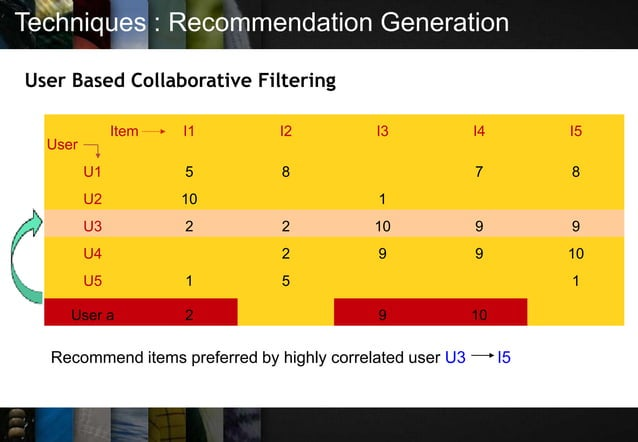 Techniques : Recommendation Generation
User Based Collaborative Filtering
Item I1 I2 I3 I4 I5
User
U1 5 8 7 8
U2 10 1
U3 2 2 10 9 9
U4 2 9 9 10
U5 1 5 1
User a 2 9 10
Recommend items preferred by highly correlated user U3 I5